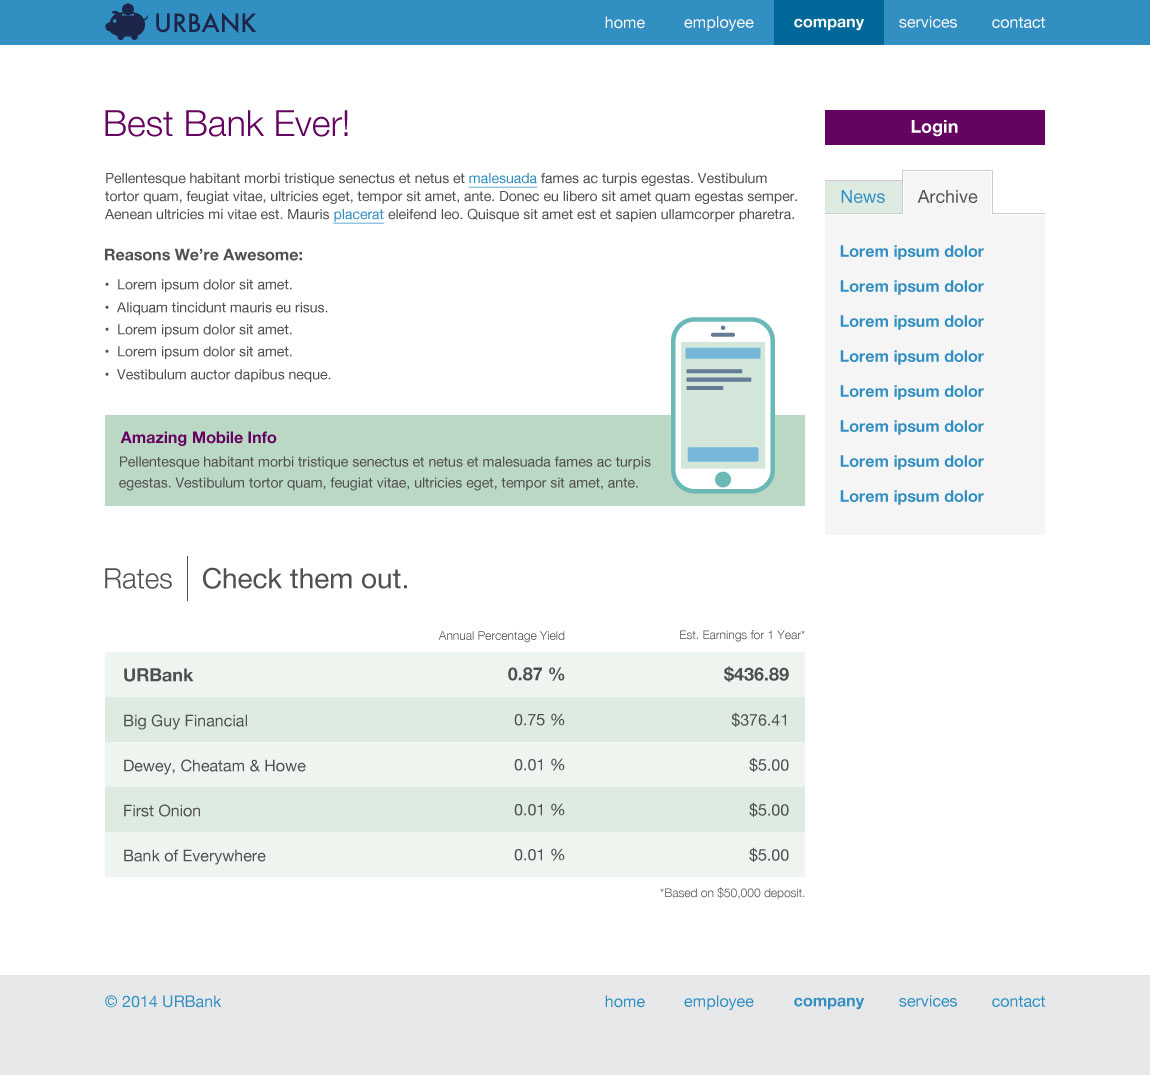 URBANK
home employee company services contact
Best Bank Ever!
Pellentesque habitant morbi tristique senectus et netus et malesuada fames ac turpis egestas. Vestibulum
tortor quam, feugiat vitae, ultricies eget, tempor sit amet, ante. Donec eu libero sit amet quam egestas semper.
Aenean ultricies mi vitae est. Mauris placerat eleifend leo. Quisque sit amet est et sapien ullamcorper pharetra.
Reasons We're Awesome:
• Lorem ipsum dolor sit amet.
• Aliquam tincidunt mauris eu risus.
• Lorem ipsum dolor sit amet.
• Lorem ipsum dolor sit amet.
• Vestibulum auctor dapibus neque.
Amazing Mobile Info
Pellentesque habitant morbi tristique senectus et netus et malesuada fames ac turpis
egestas. Vestibulum tortor quam, feugiat vitae, ultricies eget, tempor sit amet, ante.
Login
News Archive
Lorem ipsum dolor
Lorem ipsum dolor
Lorem ipsum dolor
Lorem ipsum dolor
Lorem ipsum dolor
Lorem ipsum dolor
Lorem ipsum dolor
Lorem ipsum dolor
Rates | Check them out.
Annual Percentage Yield Est. Earnings for 1 Year*
URBank 0.87 % $436.89
Big Guy Financial 0.75 % $376.41
Dewey, Cheatam & Howe 0.01 % $5.00
First Onion 0.01 % $5.00
Bank of Everywhere 0.01 % $5.00
*Based on $50,000 deposit.
© 2014 URBank
home employee company services contact